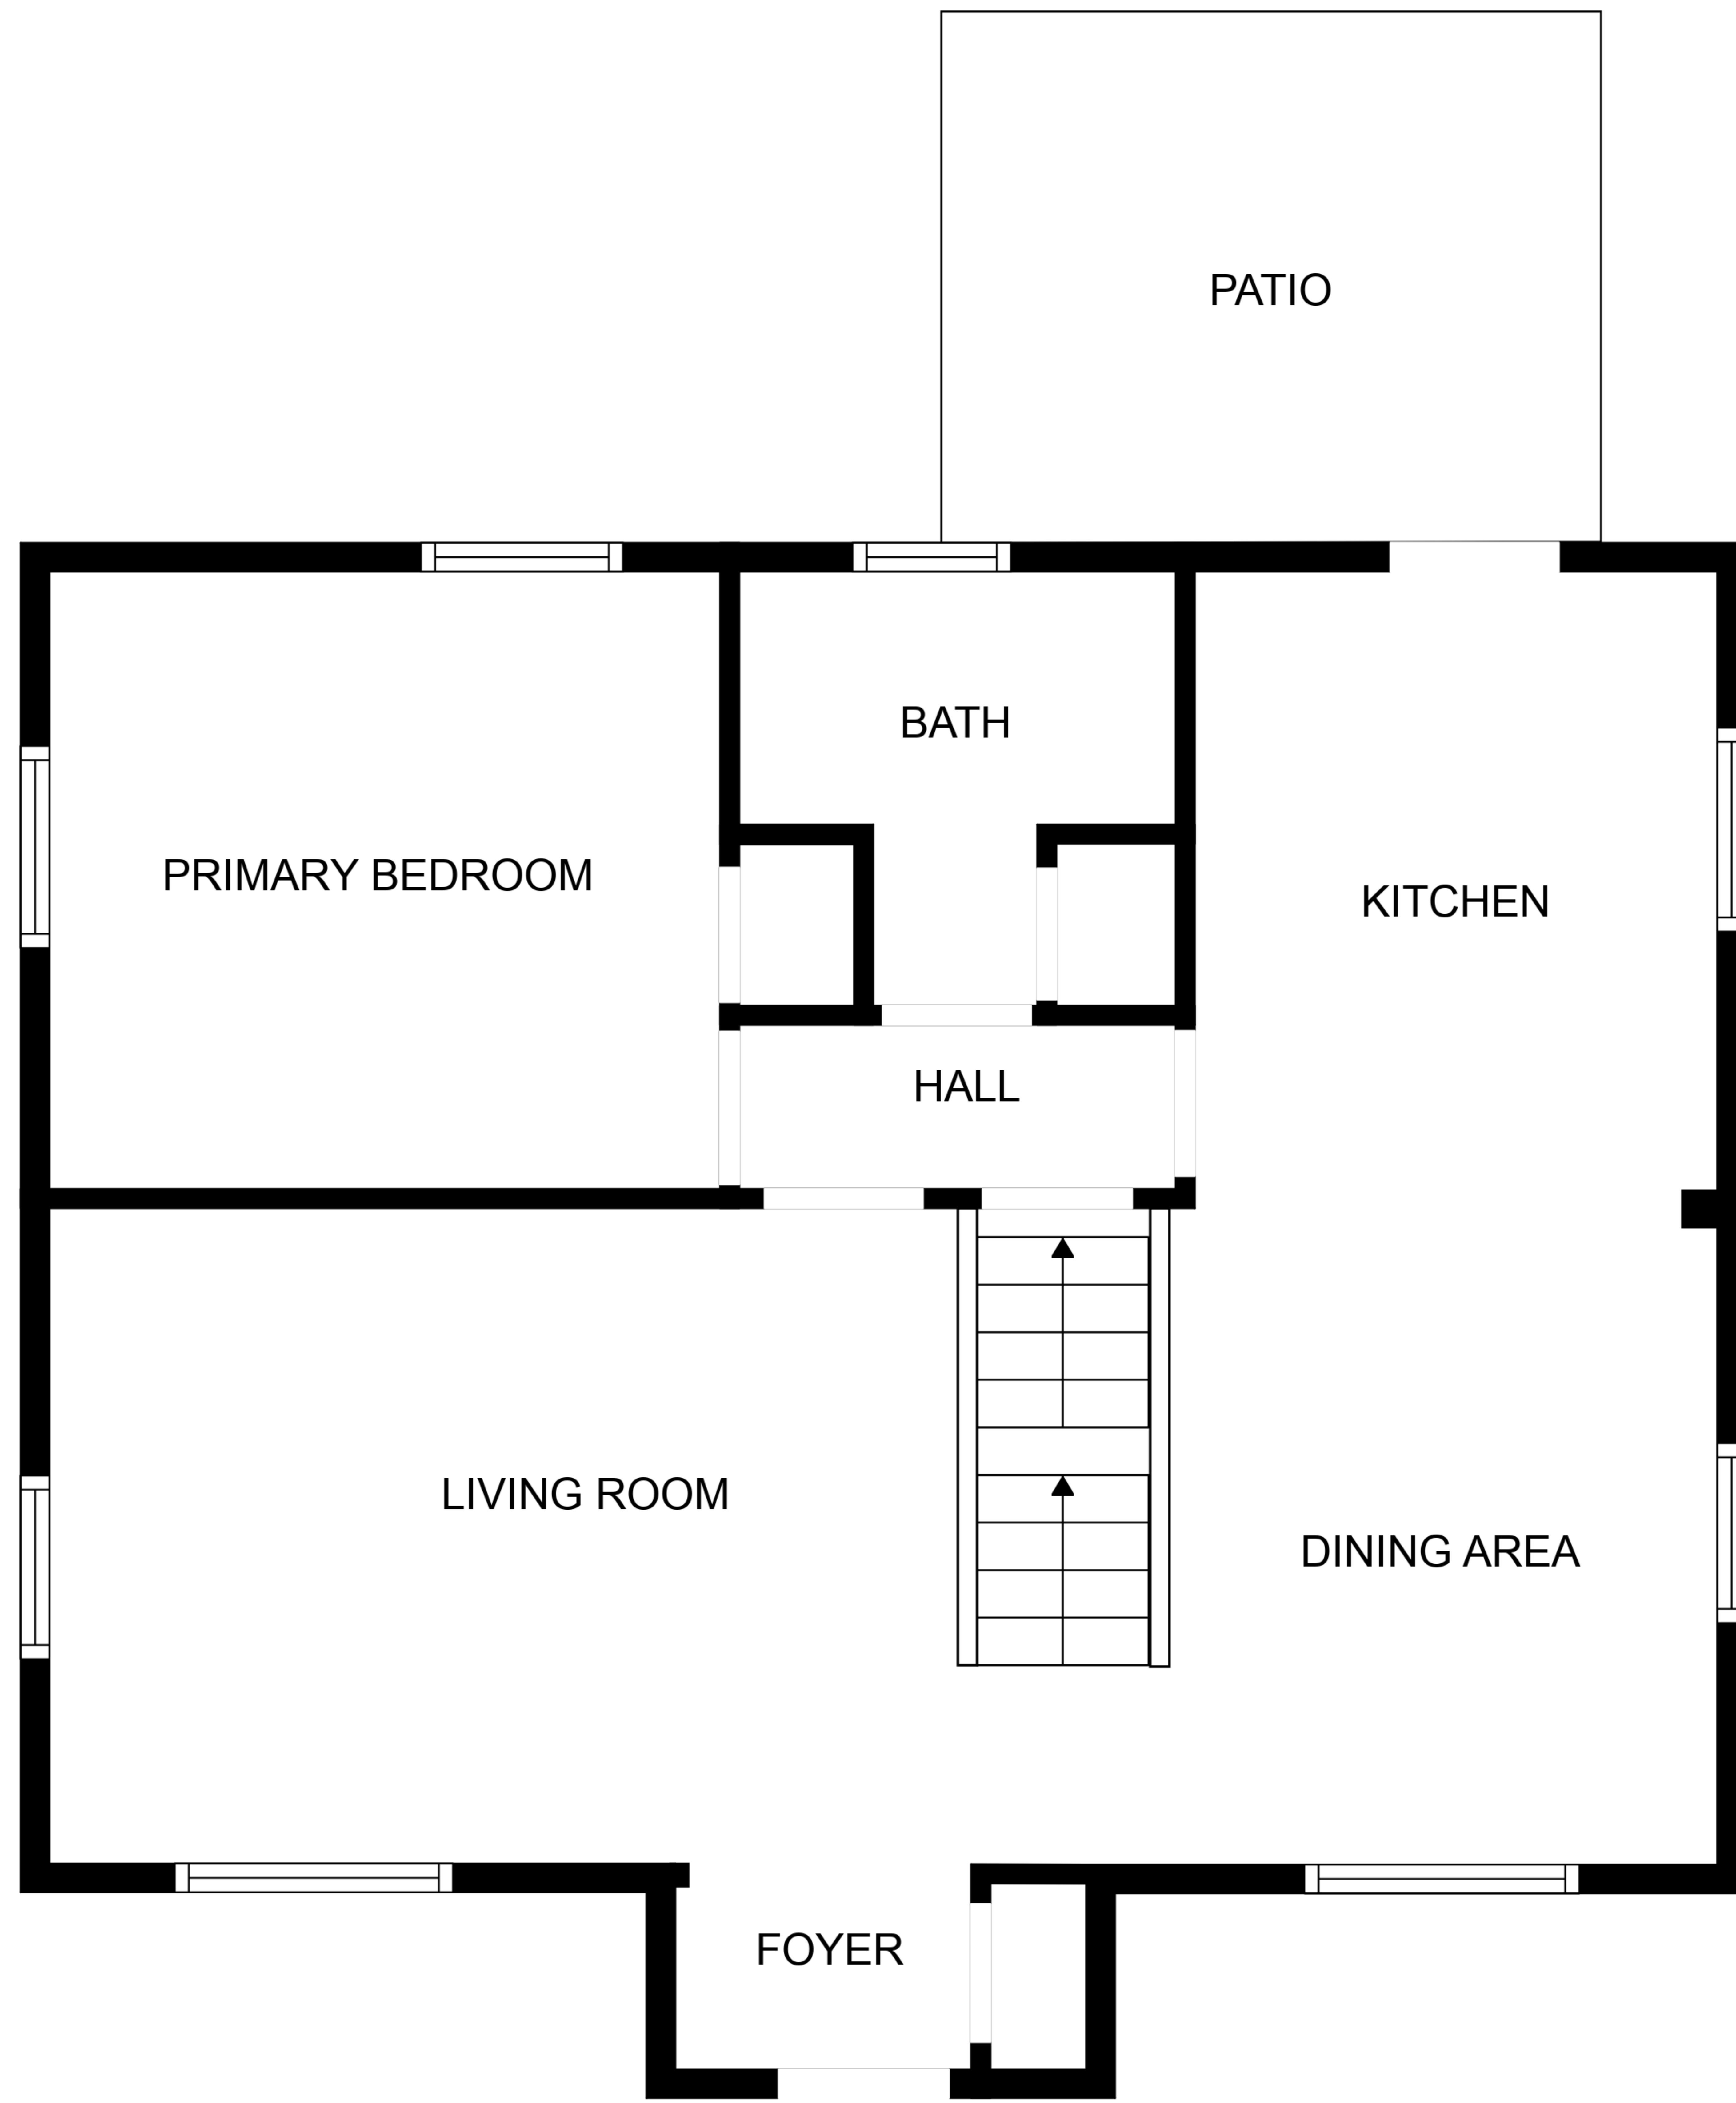 PATIO
BATH
PRIMARY BEDROOM
KITCHEN
HALL
LIVING ROOM
DINING AREA
FOYER